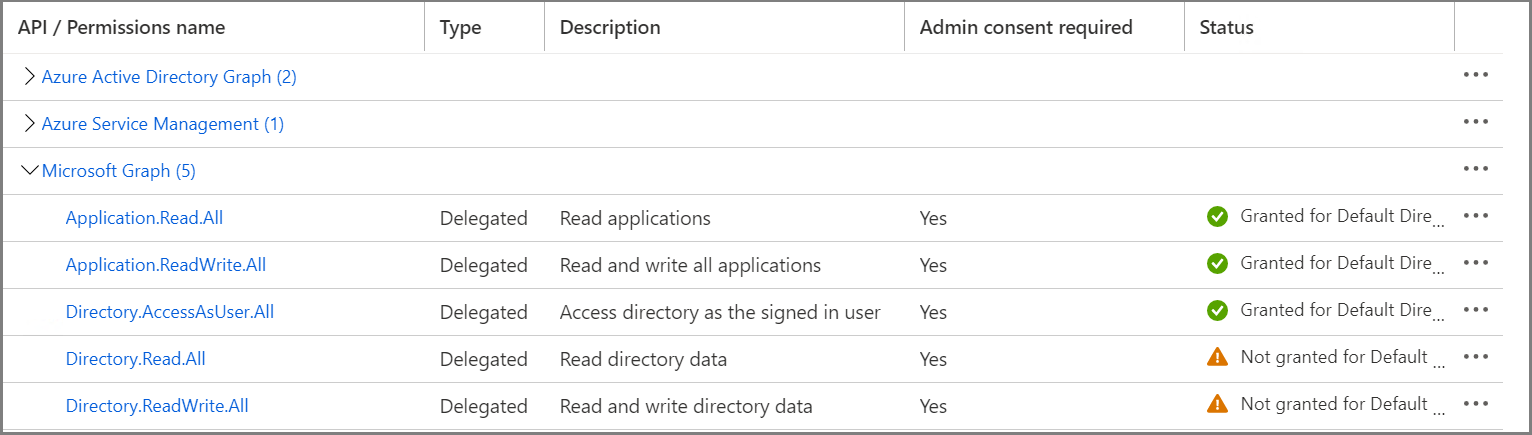 API / Permissions name Type Description Admin consent required Status
Azure Active Directory Graph (2) •••
Azure Service Management (1) •••
Microsoft Graph (5) •••
Application.Read.All Delegated Read applications Yes Granted for Default Dire... •••
Application.ReadWrite.All Delegated Read and write all applications Yes Granted for Default Dire... •••
Directory.AccessAsUser.All Delegated Access directory as the signed in user Yes Granted for Default Dire... •••
Directory.Read.All Delegated Read directory data Yes Not granted for Default ... •••
Directory.ReadWrite.All Delegated Read and write directory data Yes Not granted for Default ... •••